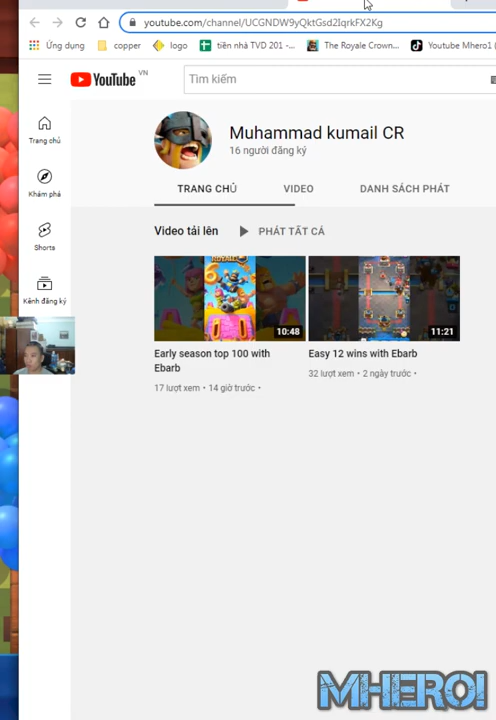 youtube.com/channel/UCGNDW9yQktGsd2IqrkFX2Kg
Ứng dụng copper logo tiền nhà TVD 201 -... The Royale Crown... Youtube Mhero1
YouTube VN
Tìm kiếm
Trang chủ
Khám phá
Shorts
Kênh đăng ký
Muhammad kumail CR
16 người đăng ký
TRANG CHỦ VIDEO DANH SÁCH PHÁT
Video tải lên PHÁT TẤT CẢ
10:48
11:21
Early season top 100 with
Ebarb
17 lượt xem • 14 giờ trước •
Easy 12 wins with Ebarb
32 lượt xem • 2 ngày trước •
MHERO1